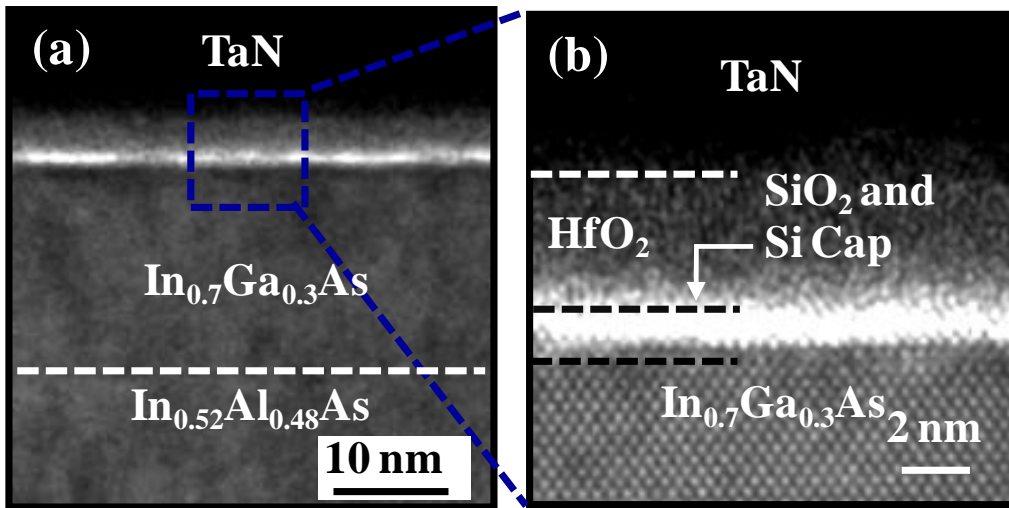 (a)
TaN
In₀.₇Ga₀.₃As
In₀.₅₂Al₀.₄₈As
10 nm
(b)
TaN
SiO₂ and
Si Cap
HfO₂
In₀.₇Ga₀.₃As
2 nm